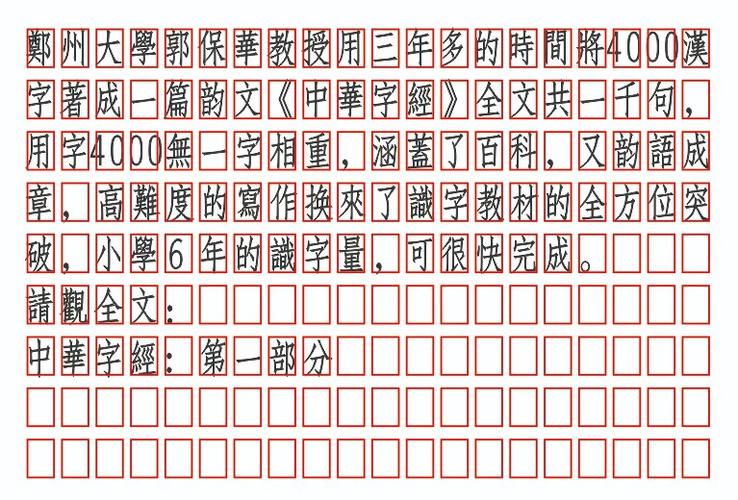 鄭州大學郭保華教授用三年多的時間將4000漢
字著成一篇韵文《中華字經》全文共一千句，
用字4000無一字相重，涵蓋了百科，又韵語成
章，高難度的寫作换來了識字教材的全方位突
破，小學6年的識字量，可很快完成。
請觀全文：
中華字經：第一部分